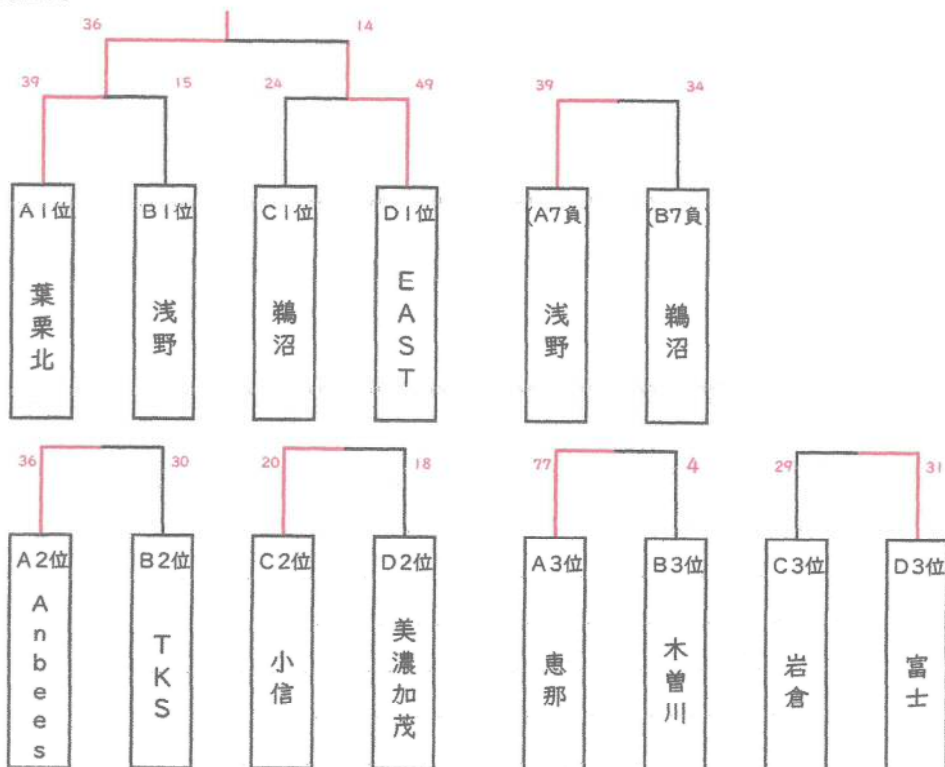 36 14
39 15 24 49 39 34
A1位 B1位 C1位 D1位 (A7負) (B7負)
葉栗北 浅野 鵜沼 EAST 浅野 鵜沼
36 30 20 18 77 4 29 31
A2位 B2位 C2位 D2位 A3位 B3位 C3位 D3位
Anbees TKS 小信 美濃加茂 恵那 木曽川 岩倉 富士